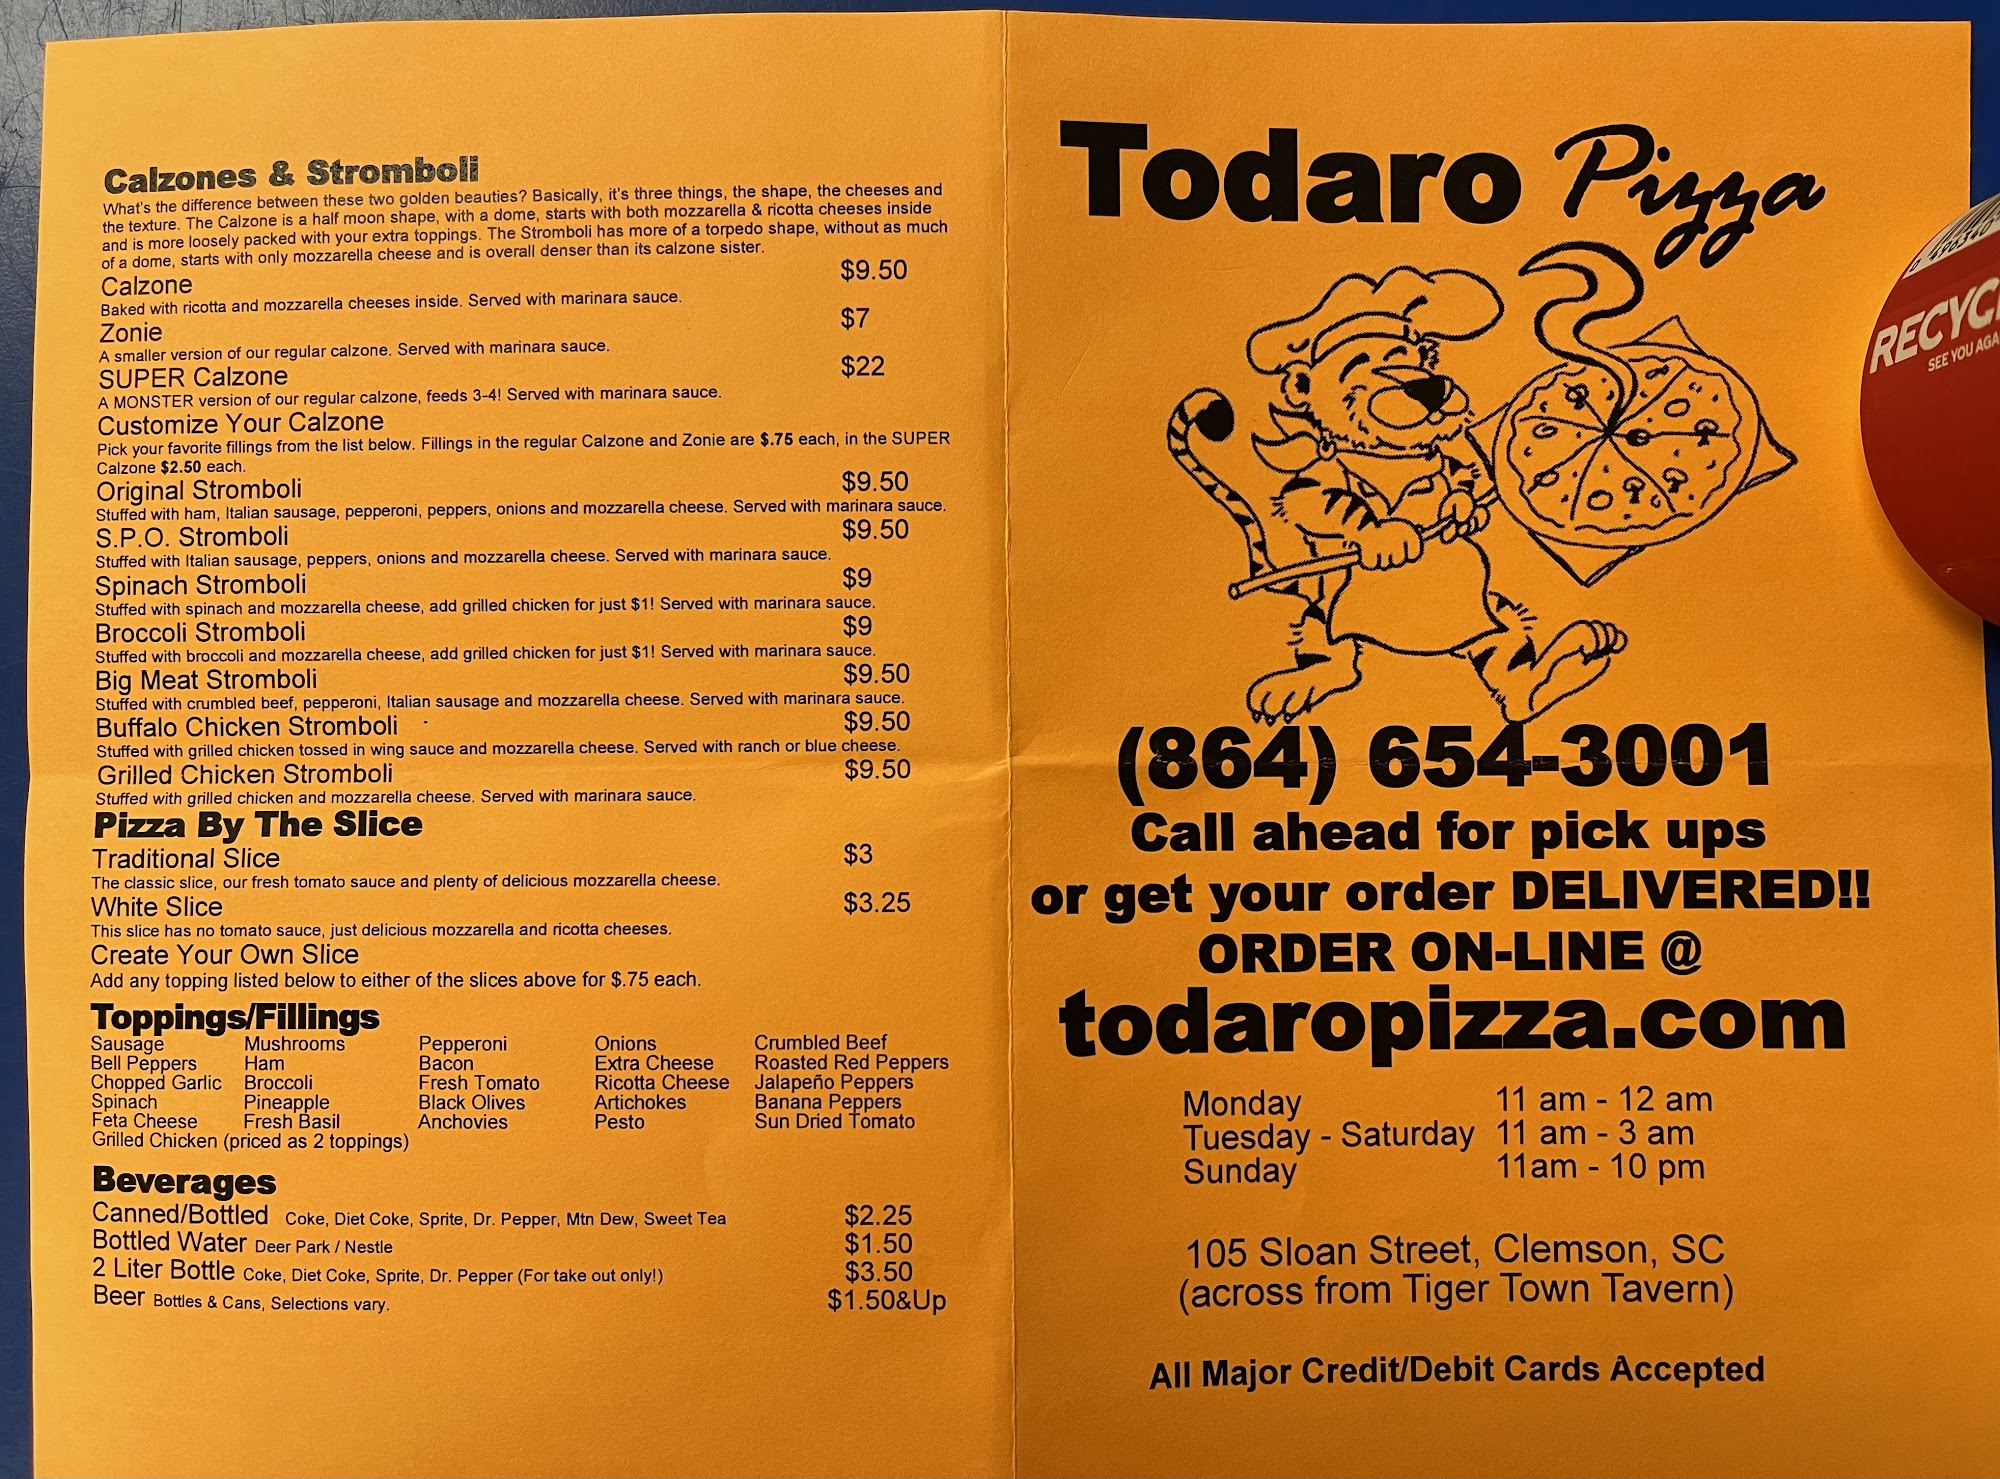 Calzones & Stromboli
What's the difference between these two golden beauties? Basically, it's three things, the shape, the cheeses and
the texture. The Calzone is a half moon shape, with a dome, starts with both mozzarella & ricotta cheeses inside
and is more loosely packed with your extra toppings. The Stromboli has more of a torpedo shape, without as much
of a dome, starts with only mozzarella cheese and is overall denser than its calzone sister.
Calzone $9.50
Baked with ricotta and mozzarella cheeses inside. Served with marinara sauce.
Zonie $7
A smaller version of our regular calzone. Served with marinara sauce.
SUPER Calzone $22
A MONSTER version of our regular calzone, feeds 3-4! Served with marinara sauce.
Customize Your Calzone
Pick your favorite fillings from the list below. Fillings in the regular Calzone and Zonie are $.75 each, in the SUPER
Calzone $2.50 each.
Original Stromboli $9.50
Stuffed with ham, Italian sausage, pepperoni, peppers, onions and mozzarella cheese. Served with marinara sauce.
S.P.O. Stromboli $9.50
Stuffed with Italian sausage, peppers, onions and mozzarella cheese. Served with marinara sauce.
Spinach Stromboli $9
Stuffed with spinach and mozzarella cheese, add grilled chicken for just $1! Served with marinara sauce.
Broccoli Stromboli $9
Stuffed with broccoli and mozzarella cheese, add grilled chicken for just $1! Served with marinara sauce.
Big Meat Stromboli $9.50
Stuffed with crumbled beef, pepperoni, Italian sausage and mozzarella cheese. Served with marinara sauce.
Buffalo Chicken Stromboli $9.50
Stuffed with grilled chicken tossed in wing sauce and mozzarella cheese. Served with ranch or blue cheese.
Grilled Chicken Stromboli $9.50
Stuffed with grilled chicken and mozzarella cheese. Served with marinara sauce.
Pizza By The Slice
Traditional Slice $3
The classic slice, our fresh tomato sauce and plenty of delicious mozzarella cheese.
White Slice $3.25
This slice has no tomato sauce, just delicious mozzarella and ricotta cheeses.
Create Your Own Slice
Add any topping listed below to either of the slices above for $.75 each.
Toppings/Fillings
Sausage Mushrooms Pepperoni Onions Crumbled Beef
Bell Peppers Ham Bacon Extra Cheese Roasted Red Peppers
Chopped Garlic Broccoli Fresh Tomato Ricotta Cheese Jalapeño Peppers
Spinach Pineapple Black Olives Artichokes Banana Peppers
Feta Cheese Fresh Basil Anchovies Pesto Sun Dried Tomato
Grilled Chicken (priced as 2 toppings)
Beverages
Canned/Bottled Coke, Diet Coke, Sprite, Dr. Pepper, Mtn Dew, Sweet Tea $2.25
Bottled Water Deer Park / Nestle $1.50
2 Liter Bottle Coke, Diet Coke, Sprite, Dr. Pepper (For take out only!) $3.50
Beer Bottles & Cans, Selections vary. $1.50&Up
Todaro Pizza
(864) 654-3001
Call ahead for pick ups
or get your order DELIVERED!!
ORDER ON-LINE @
todaropizza.com
Monday 11 am - 12 am
Tuesday - Saturday 11 am - 3 am
Sunday 11am - 10 pm
105 Sloan Street, Clemson, SC
(across from Tiger Town Tavern)
All Major Credit/Debit Cards Accepted
SEE YOU